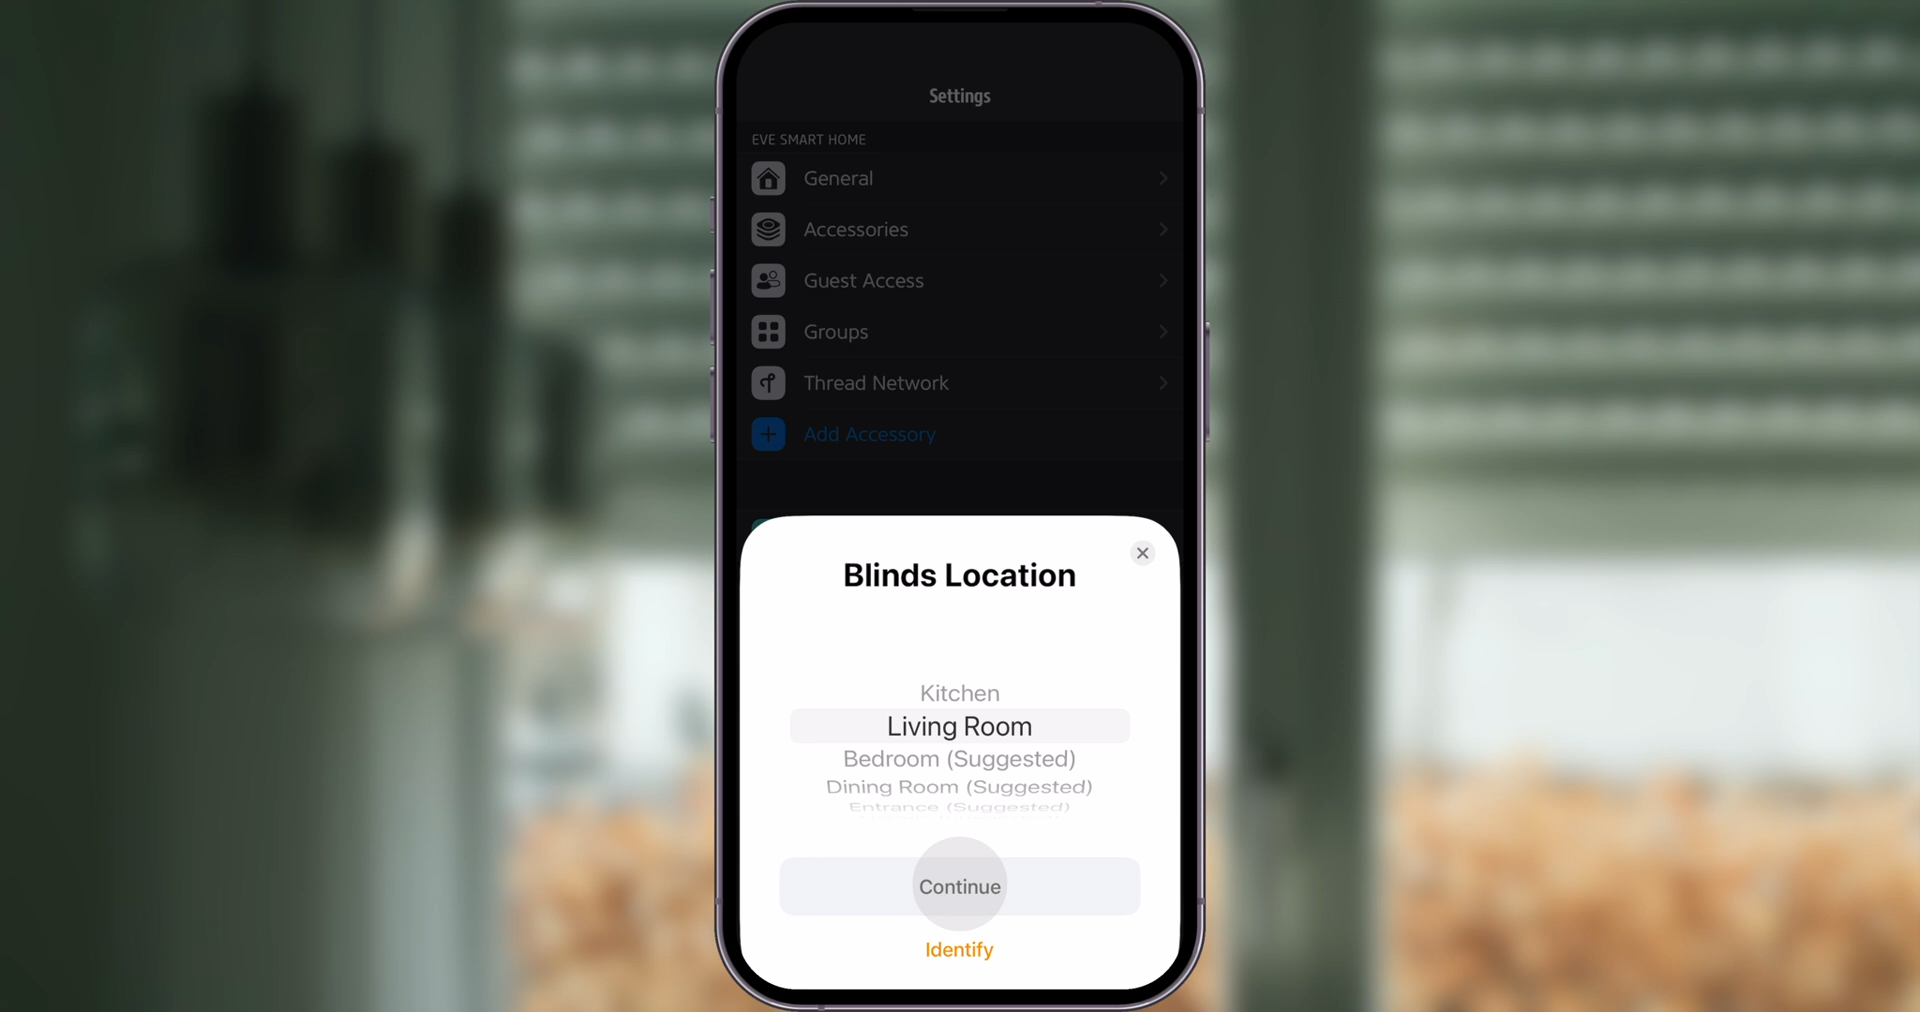 Settings
EVE SMART HOME
General
Accessories
Guest Access
Groups
Thread Network
Add Accessory
Blinds Location
Kitchen
Living Room
Bedroom (Suggested)
Dining Room (Suggested)
Entrance (Suggested)
Continue
Identify